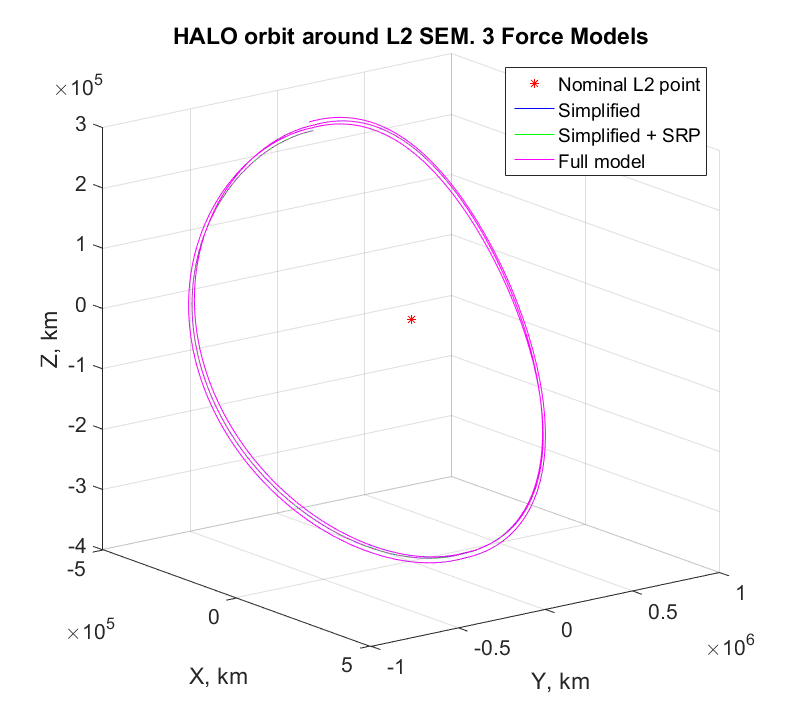 HALO orbit around L2 SEM. 3 Force Models
×10^5
Nominal L2 point
Simplified
Simplified + SRP
Full model
3
2
1
0
-1
-2
-3
-4
Z, km
-5
0
5
×10^5
X, km
-1
-0.5
0
0.5
1
×10^6
Y, km